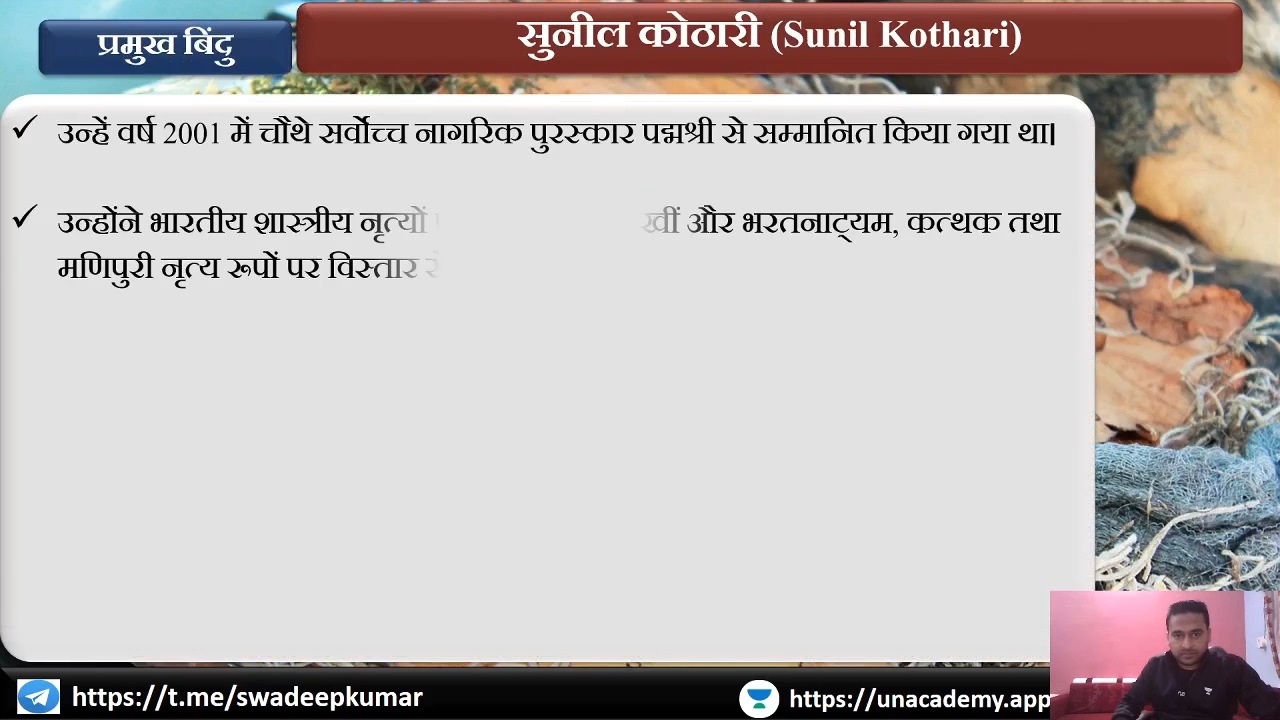 प्रमुख बिंदु
सुनील कोठारी (Sunil Kothari)
✓ उन्हें वर्ष 2001 में चौथे सर्वोच्च नागरिक पुरस्कार पद्मश्री से सम्मानित किया गया था।
✓ उन्होंने भारतीय शास्त्रीय नृत्यों और भरतनाट्यम, कत्थक तथा
मणिपुरी नृत्य रूपों पर विस्तार
https://t.me/swadeepkumar
https://unacademy.app